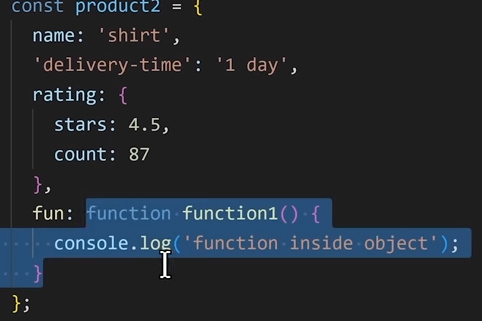 const product2 = {
name: 'shirt',
'delivery-time': '1 day',
rating: {
stars: 4.5,
count: 87
},
fun: function function1() {
console.log('function inside object');
}
};